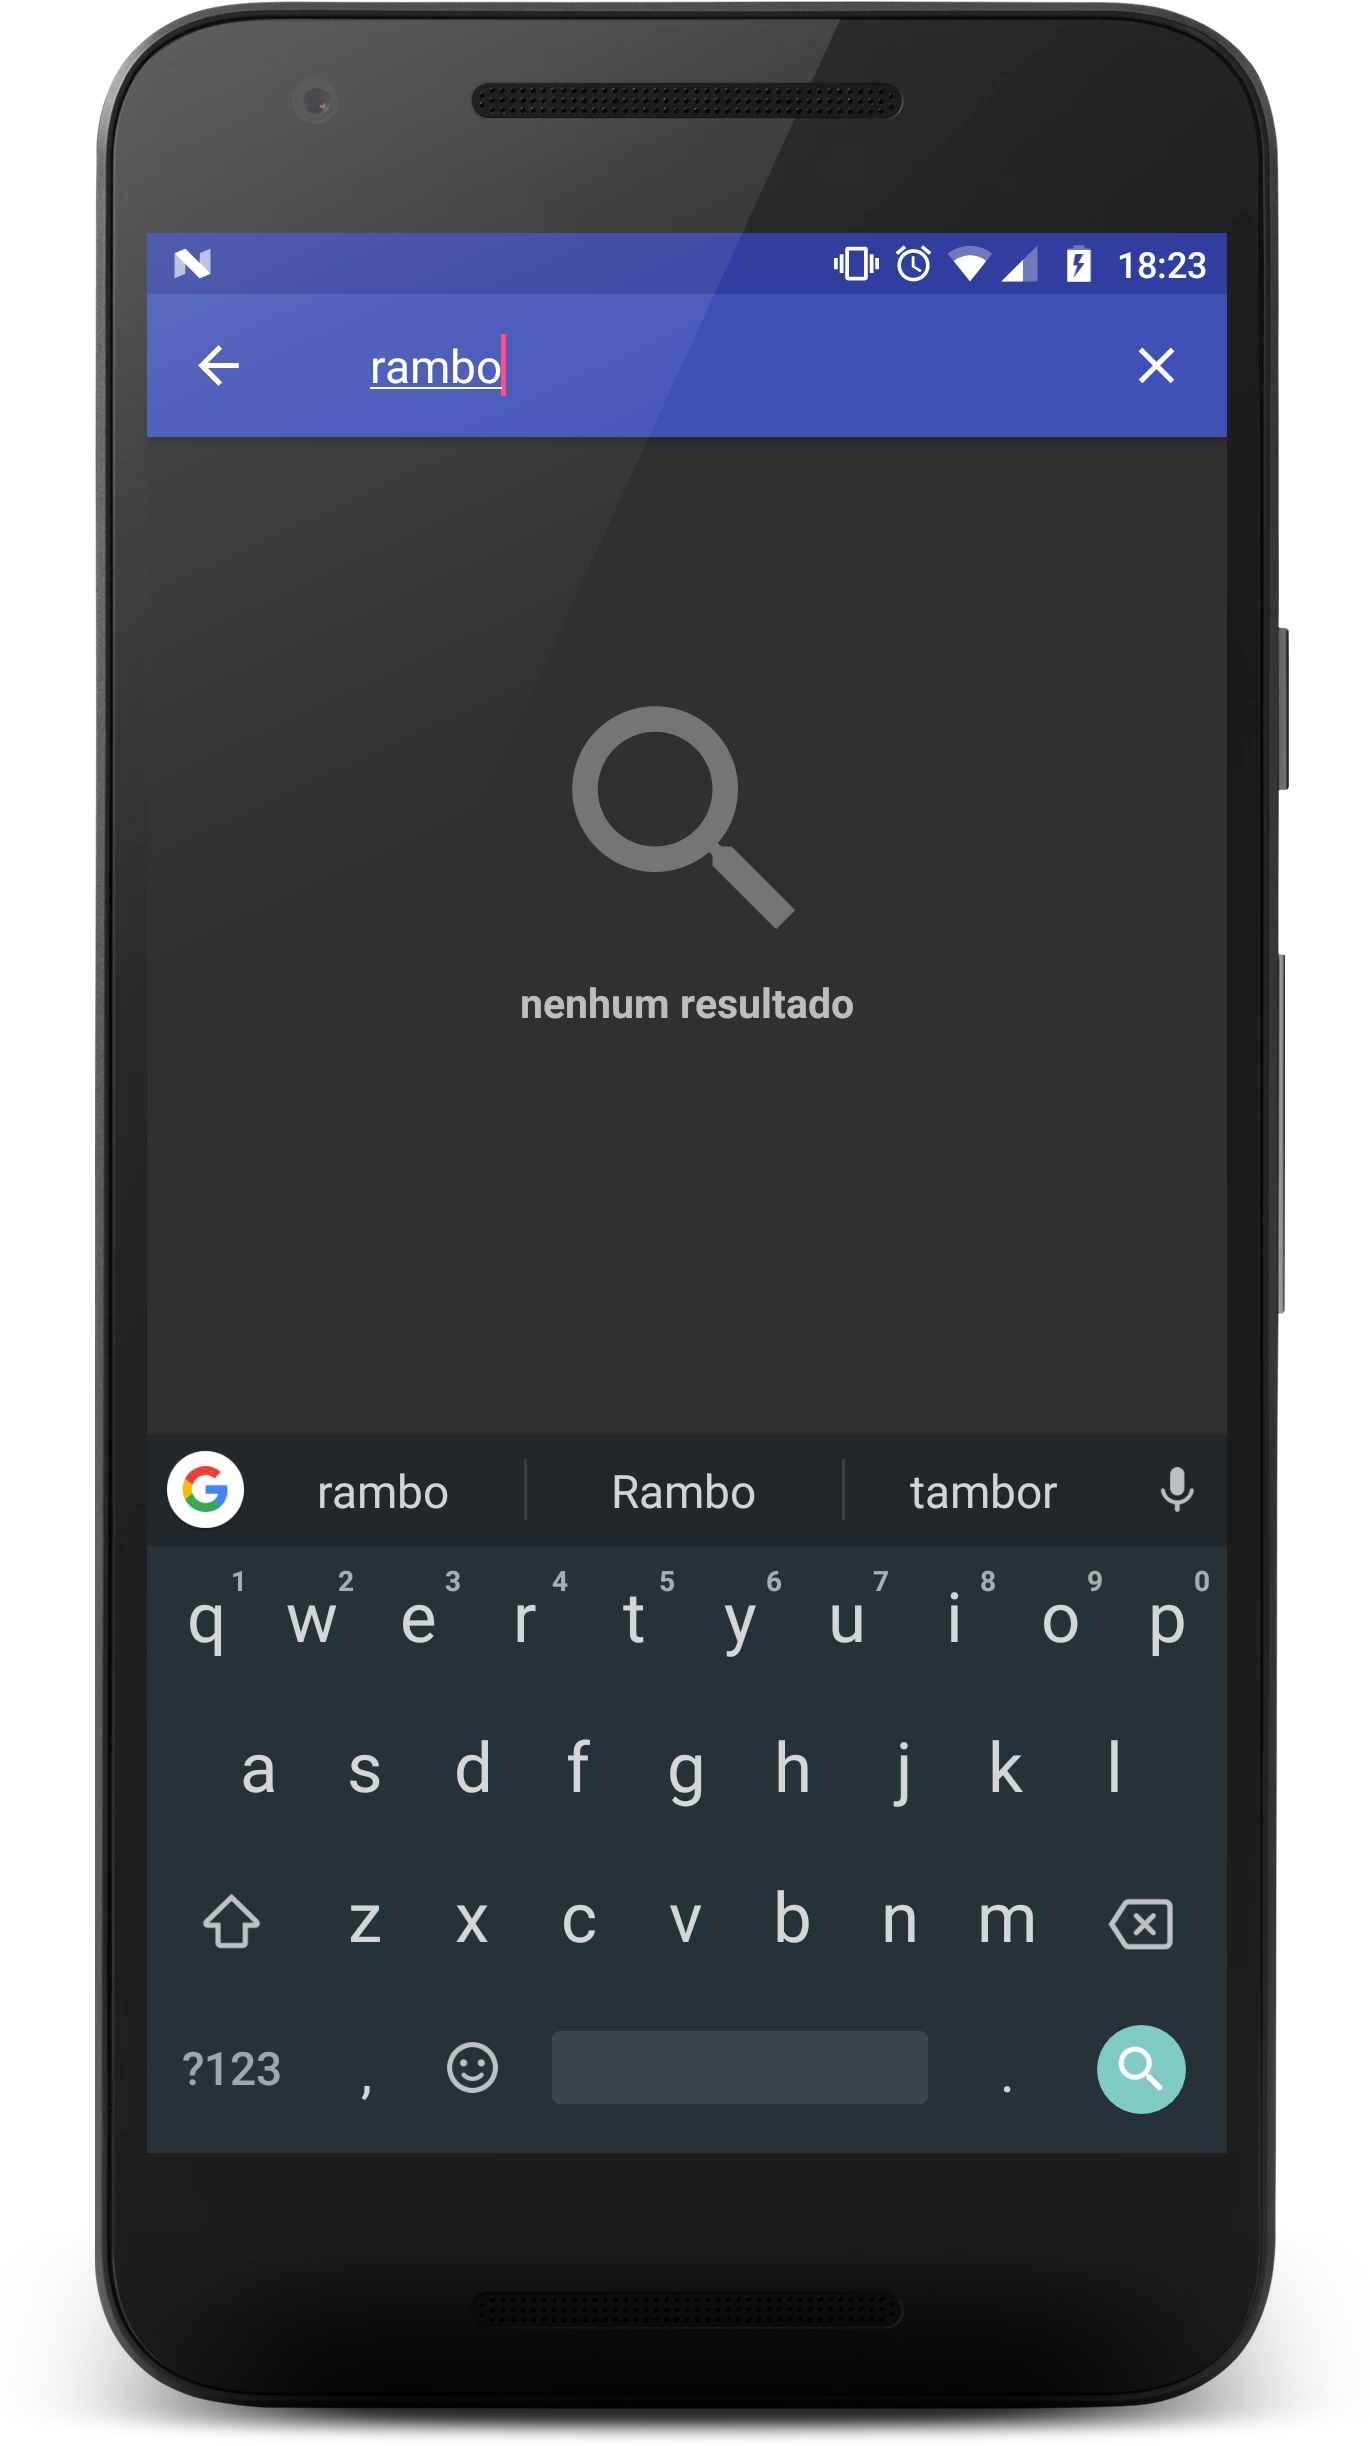 18:23
rambo
nenhum resultado
rambo Rambo tambor
1 2 3 4 5 6 7 8 9 0
q w e r t y u i o p
a s d f g h j k l
z x c v b n m
?123 , .